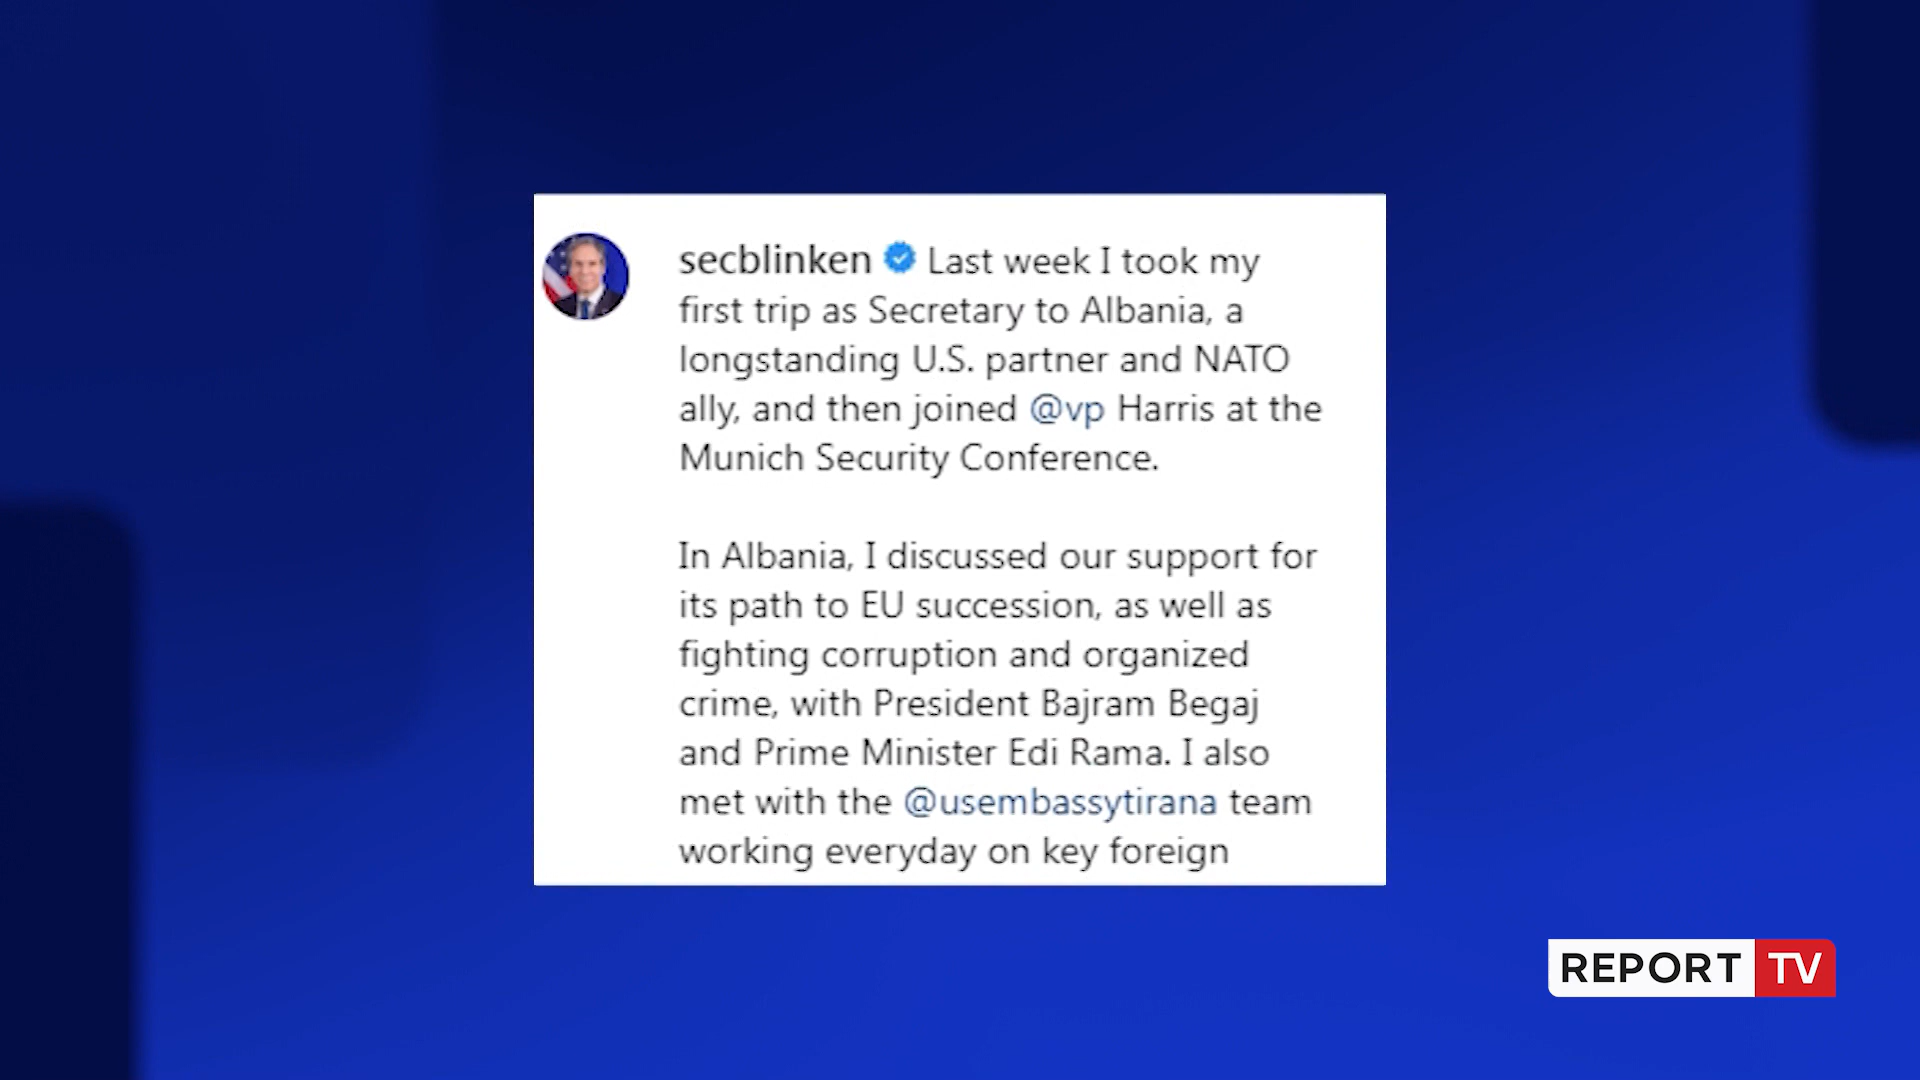 secblinken Last week I took my
first trip as Secretary to Albania, a
longstanding U.S. partner and NATO
ally, and then joined @vp Harris at the
Munich Security Conference.
In Albania, I discussed our support for
its path to EU succession, as well as
fighting corruption and organized
crime, with President Bajram Begaj
and Prime Minister Edi Rama. I also
met with the @usembassytirana team
working everyday on key foreign
REPORT TV